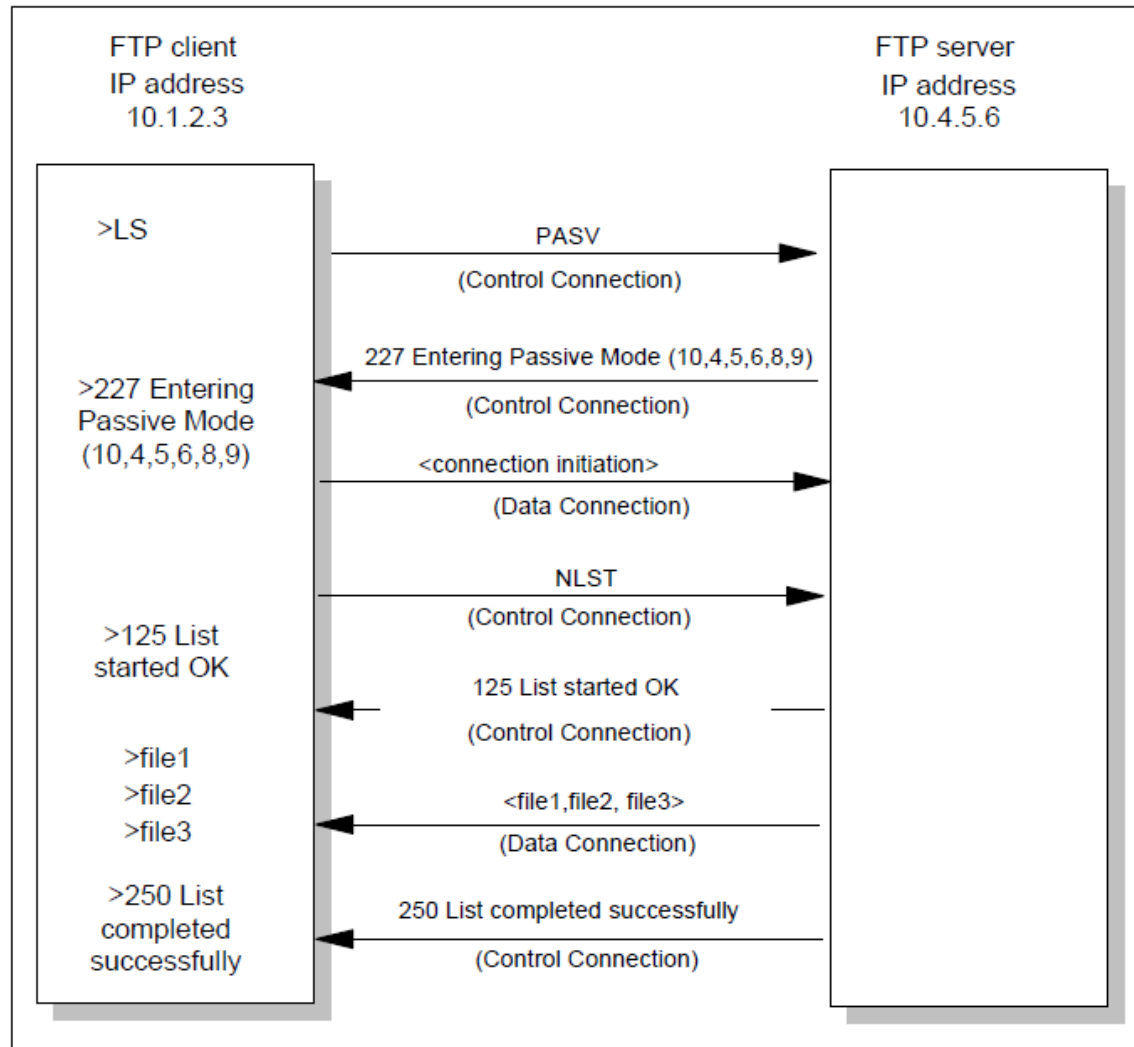 FTP client
IP address
10.1.2.3
FTP server
IP address
10.4.5.6
>LS
PASV
(Control Connection)
227 Entering Passive Mode (10,4,5,6,8,9)
(Control Connection)
>227 Entering
Passive Mode
(10,4,5,6,8,9)
<connection initiation>
(Data Connection)
NLST
(Control Connection)
>125 List
started OK
125 List started OK
(Control Connection)
>file1
>file2
>file3
<file1,file2, file3>
(Data Connection)
>250 List
completed
successfully
250 List completed successfully
(Control Connection)